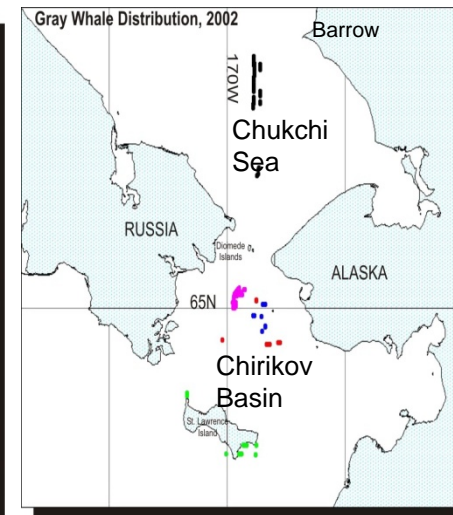 Gray Whale Distribution, 2002
Barrow
170W
Chukchi
Sea
RUSSIA
Diomede
Islands
ALASKA
65N
Chirikov
Basin
St. Lawrence
Island